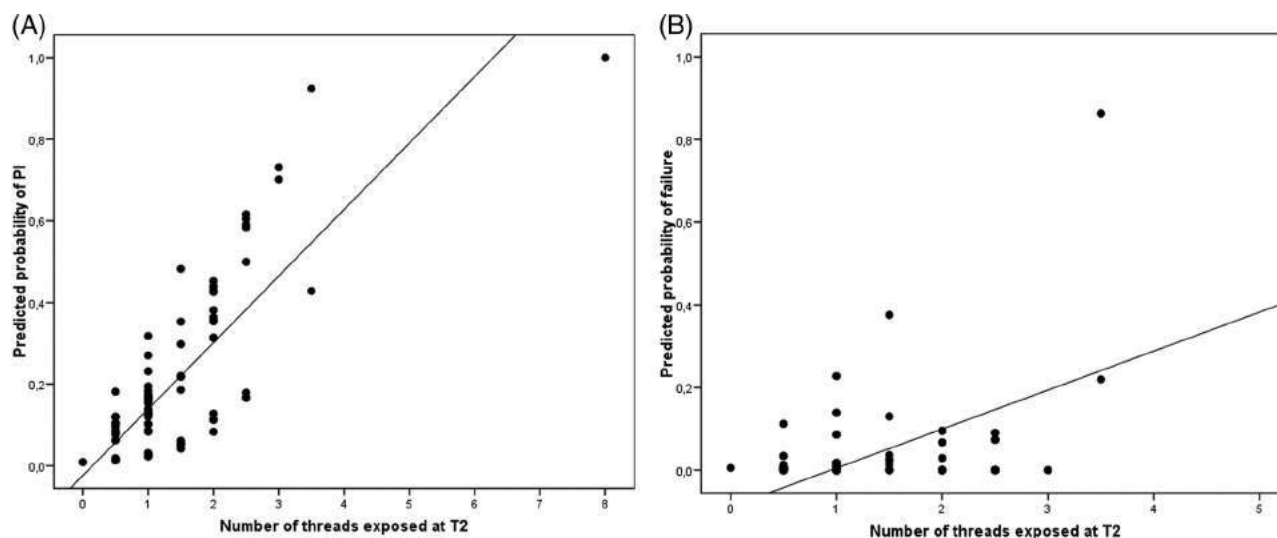 (A)
1,0
0,8
0,6
0,4
0,2
0,0
Predicted probability of PI
0 1 2 3 4 5 6 7 8
Number of threads exposed at T2
(B)
1,0
0,8
0,6
0,4
0,2
0,0
Predicted probability of failure
0 1 2 3 4 5
Number of threads exposed at T2